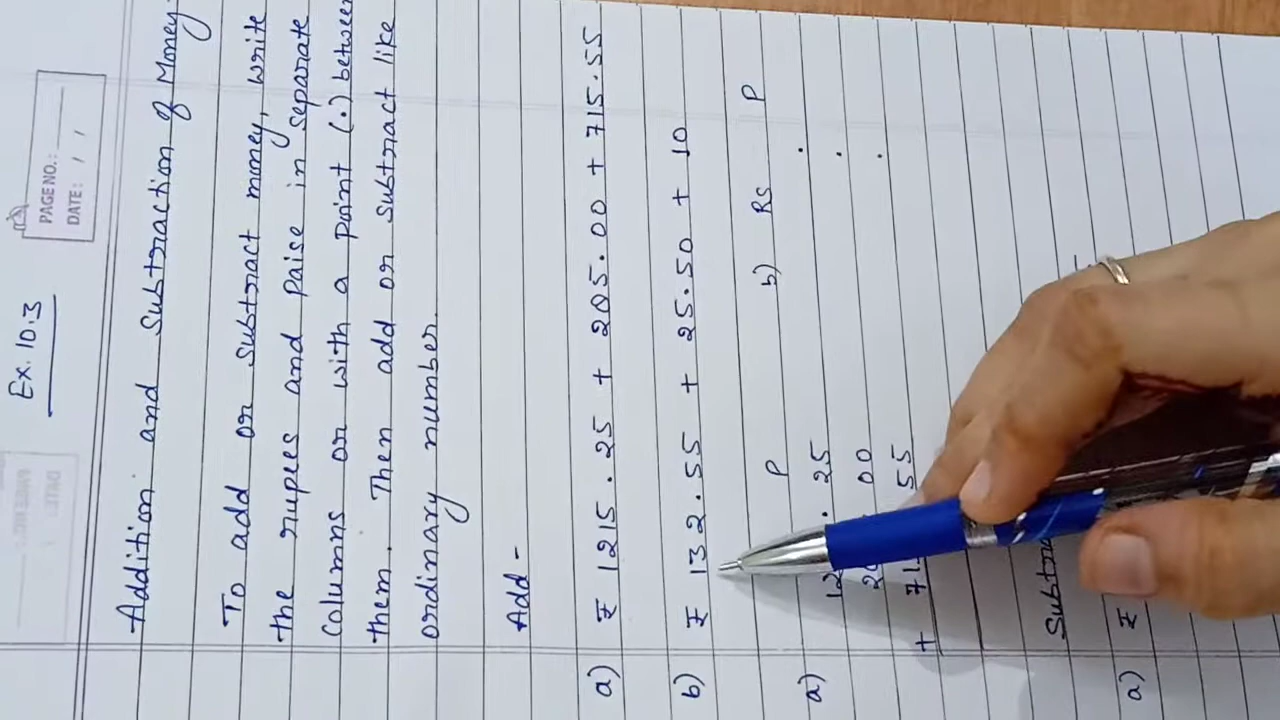 Ex. 10.3
PAGE NO.:
DATE: / /
Addition and Subtraction of Money
To add or Subtract money, write
the rupees and paise in separate
Columns or with a point (.) between
them. Then add or subtract like
ordinary number.
Add -
a) ₹ 1215.25 + 205.00 + 715.55
b) ₹ 132.55 + 25.50 + 10
P b) Rs P
a) 12 . 25 .
00 .
+ 71 55 .
a) ₹